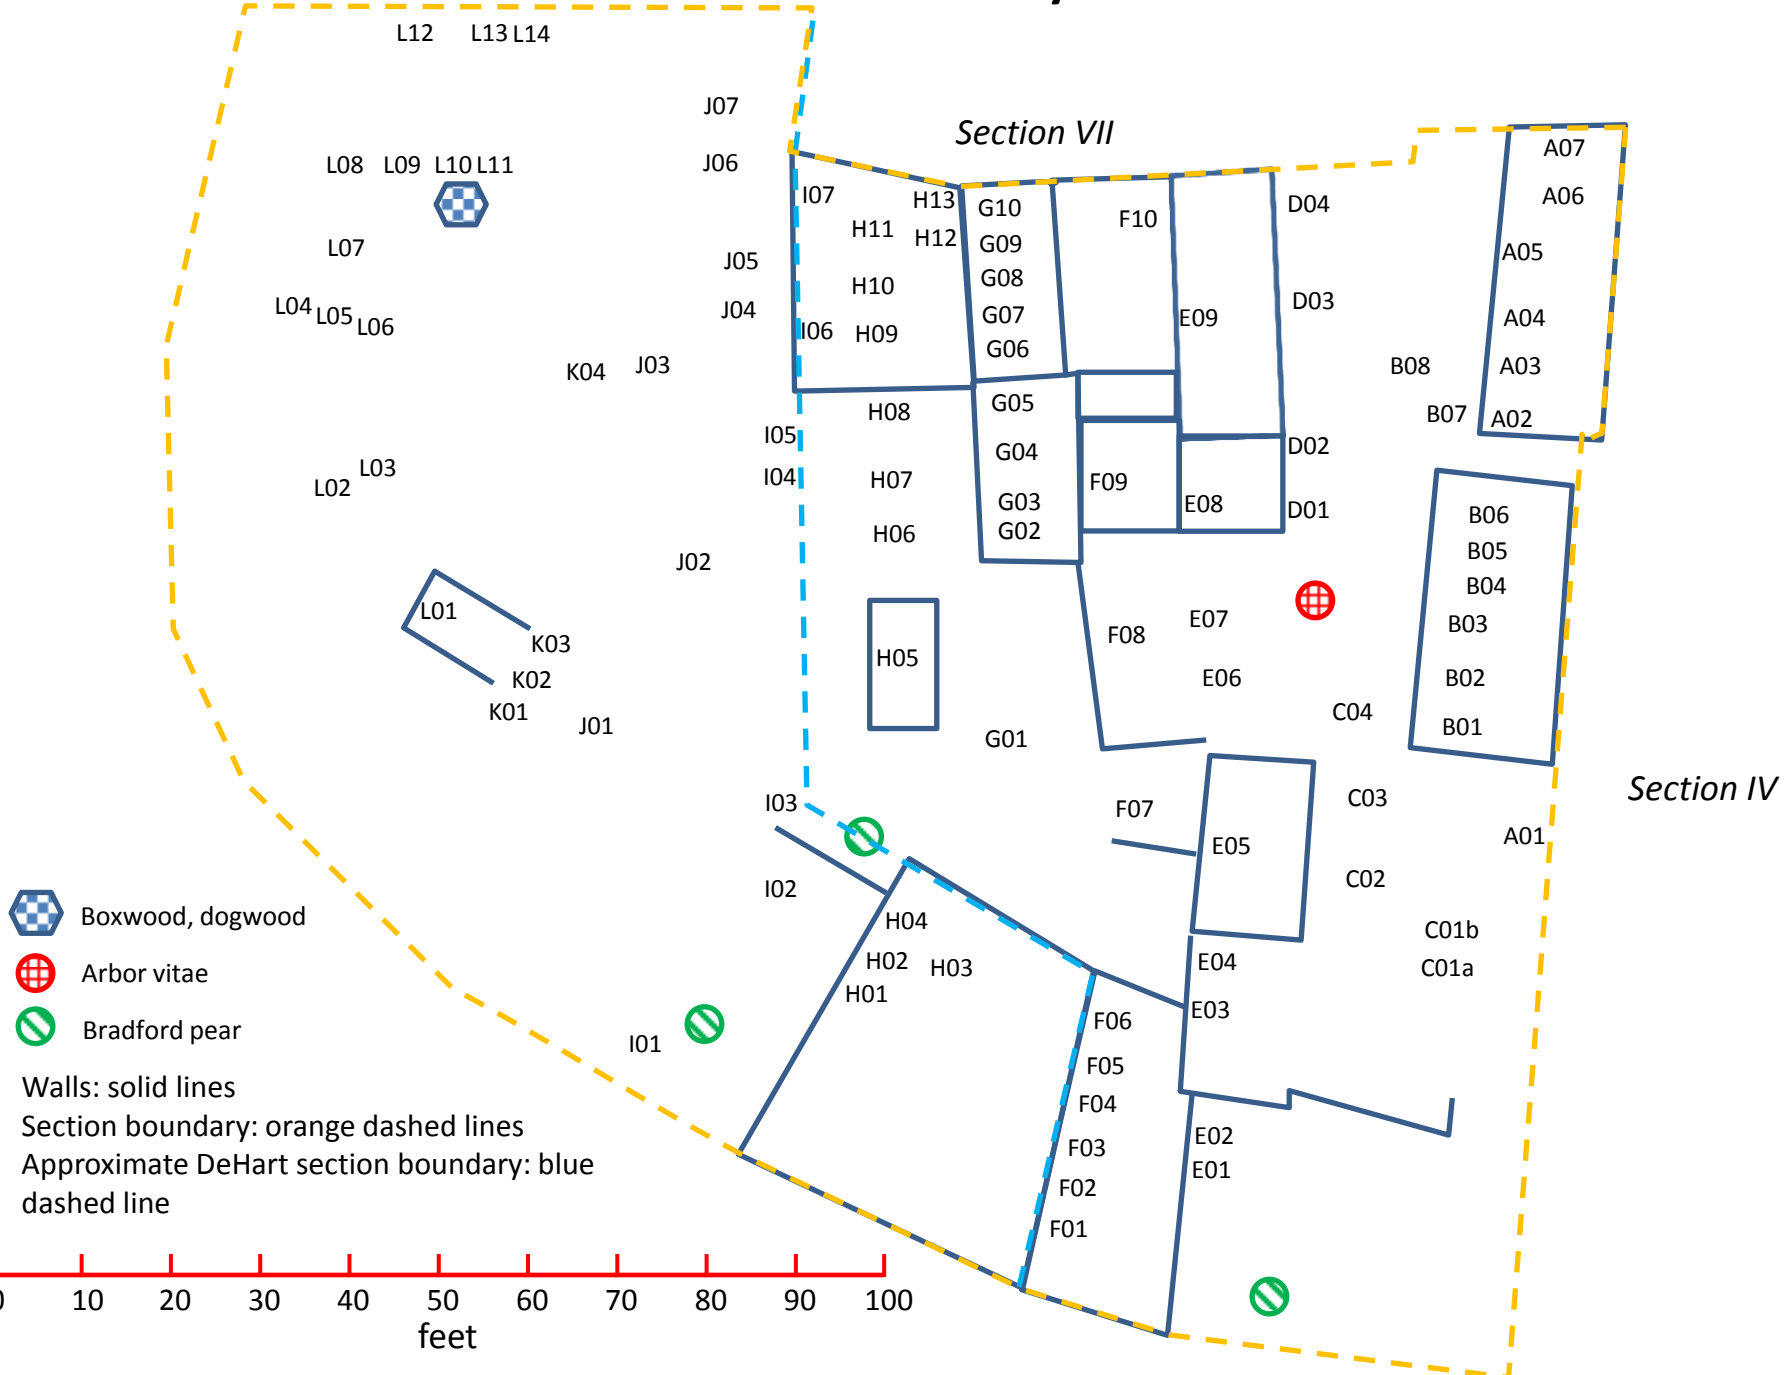 L12 L13 L14
J07
Section VII
A07
L08 L09 L10 L11
J06
I07 H13 G10 F10 D04 A06
H11 H12 G09
L07
J05 G08 A05
H10
L04 L05 L06
J04 I06 H09 G07 E09 D03 A04
G06
K04 J03
B08 A03
H08 G05
B07 A02
I05 D02
L03 G04
L02 I04 H07 F09
G03 E08 D01
H06 G02
B06
B05
J02
B04
L01 E07
K03 F08 B03
H05
K02 E06 B02
K01 J01 G01 C04 B01
I03 F07 C03
Section IV
E05 A01
I02 C02
Boxwood, dogwood
H04 C01b
H02 H03 E04 C01a
Arbor vitae
H01
E03
Bradford pear
I01 F06
F05
Walls: solid lines
F04
Section boundary: orange dashed lines
F03 E02
Approximate DeHart section boundary: blue
E01
dashed line
F02
F01
10 20 30 40 50 60 70 80 90 100
feet